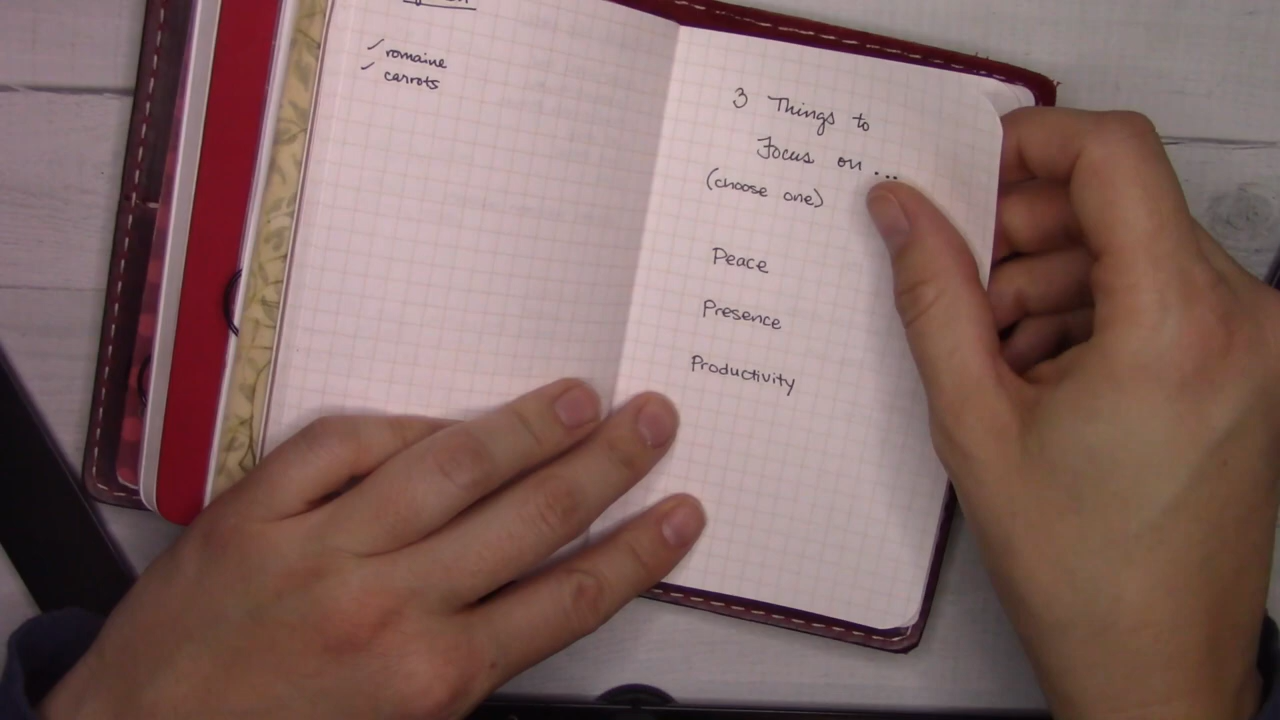 ✓ romaine
✓ carrots
3 Things to
Focus on...
(choose one)
Peace
Presence
Productivity